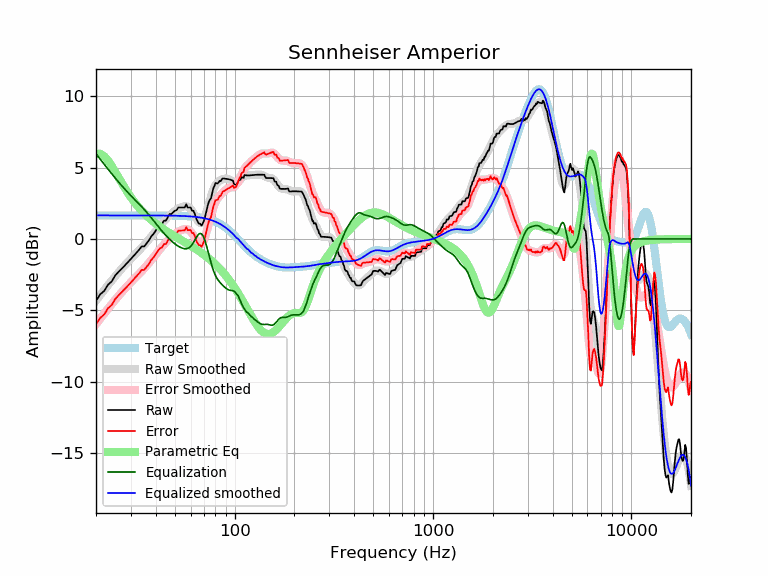 Sennheiser Amperior
10
5
0
−5
−10
−15
Amplitude (dBr)
Target
Raw Smoothed
Error Smoothed
Raw
Error
Parametric Eq
Equalization
Equalized smoothed
100
1000
10000
Frequency (Hz)